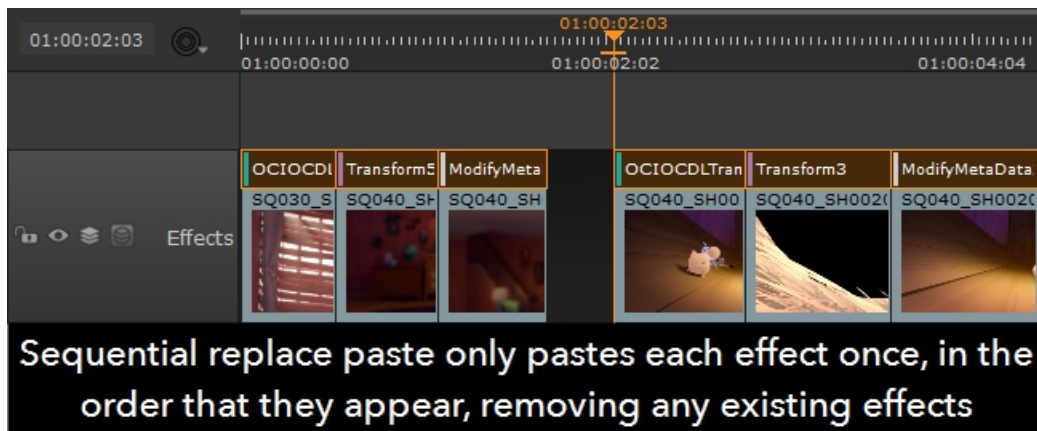 01:00:02:03
01:00:02:03
01:00:00:00 01:00:02:02 01:00:04:04
OCIOCDL Transform5 ModifyMeta OCIOCDLTran Transform3 ModifyMetaData
SQ030_S SQ040_SH SQ040_SH SQ040_SH00 SQ040_SH002 SQ040_SH002
Effects
Sequential replace paste only pastes each effect once, in the
order that they appear, removing any existing effects